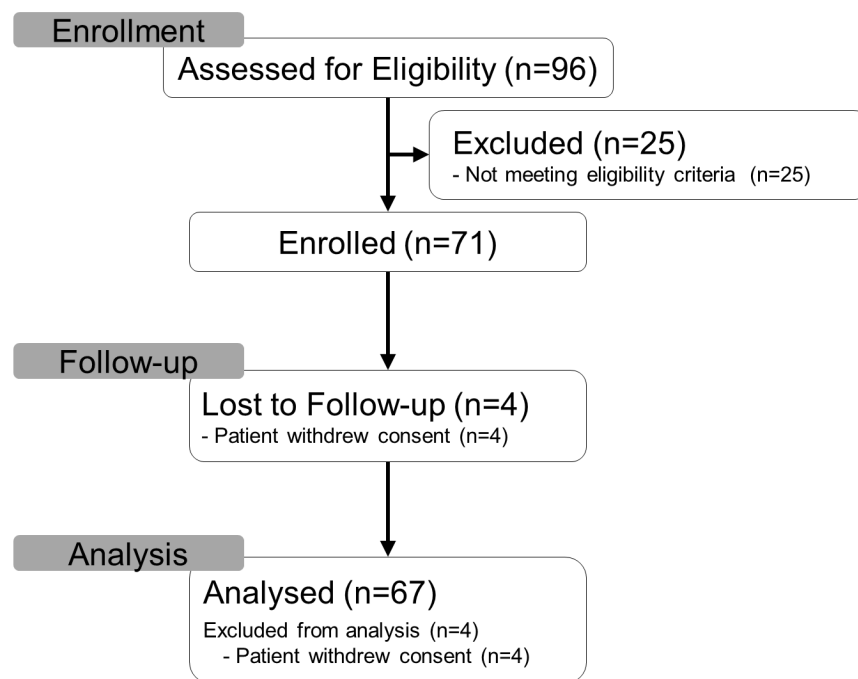 Enrollment
Assessed for Eligibility (n=96)
Excluded (n=25)
- Not meeting eligibility criteria (n=25)
Enrolled (n=71)
Follow-up
Lost to Follow-up (n=4)
- Patient withdrew consent (n=4)
Analysis
Analysed (n=67)
Excluded from analysis (n=4)
- Patient withdrew consent (n=4)